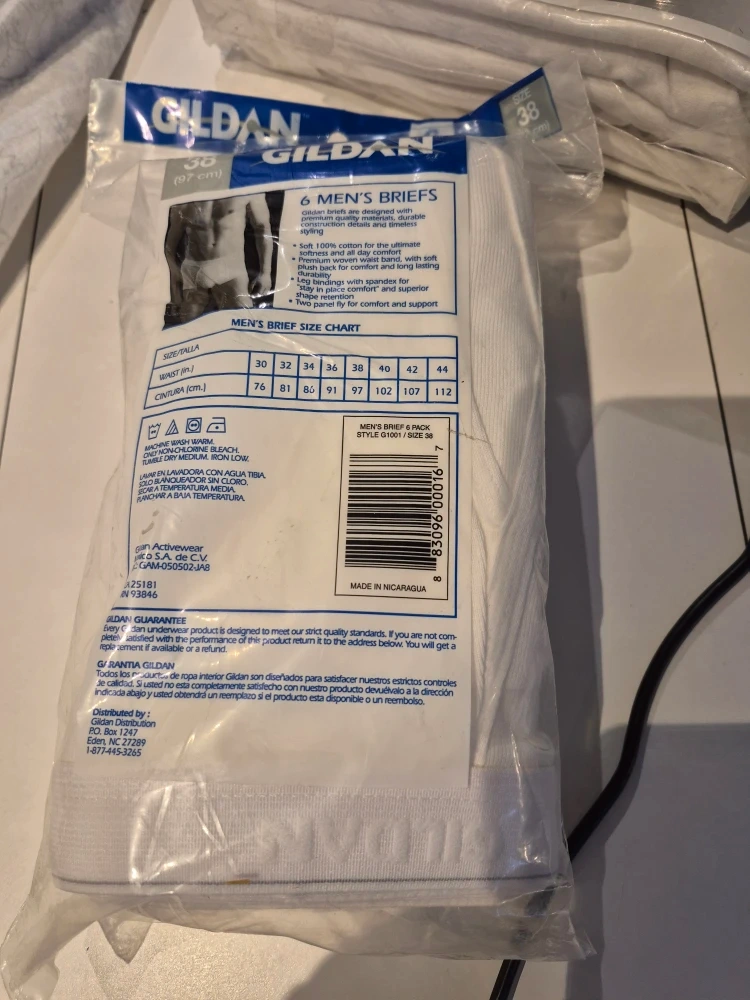 GILDAN
SIZE
38
38
(97 cm)
GILDAN
6 MEN'S BRIEFS
Gildan briefs are designed with
premium quality materials, durable
construction details and timeless
styling
• Soft 100% cotton for the ultimate
softness and all day comfort
• Premium woven waist band, with soft
plush back for comfort and long lasting
durability
• Leg bindings with spandex for
"stay in place comfort" and superior
shape retention
• Two panel fly for comfort and support
MEN'S BRIEF SIZE CHART
SIZE/TALLA
WAIST (in.) 30 32 34 36 38 40 42 44
CINTURA (cm.) 76 81 86 91 97 102 107 112
MACHINE WASH WARM.
ONLY NON-CHLORINE BLEACH.
TUMBLE DRY MEDIUM. IRON LOW.
LAVAR EN LAVADORA CON AGUA TIBIA.
SOLO BLANQUEADOR SIN CLORO.
SECAR A TEMPERATURA MEDIA.
PLANCHAR A BAJA TEMPERATURA.
MEN'S BRIEF 6 PACK
STYLE G1001 / SIZE 38
8 83096 00016 7
MADE IN NICARAGUA
Activewear
S.A. de C.V.
GAM-050502-JA8
25181
93846
GILDAN GUARANTEE
Every Gildan underwear product is designed to meet our strict quality standards. If you are not com-
pletely satisfied with the performance of this product return it to the address below. You will get a
replacement if available or a refund.
GARANTIA GILDAN
Todos los productos de ropa interior Gildan son diseñados para satisfacer nuestros estrictos controles
de calidad. Si usted no esta completamente satisfecho con nuestro producto devuélvalo a la dirección
indicada abajo y usted obtendrá un reemplazo si el producto esta disponible o un reembolso.
Distributed by :
Gildan Distribution
P.O. Box 1247
Eden, NC 27289
1-877-445-3265
GILDAN